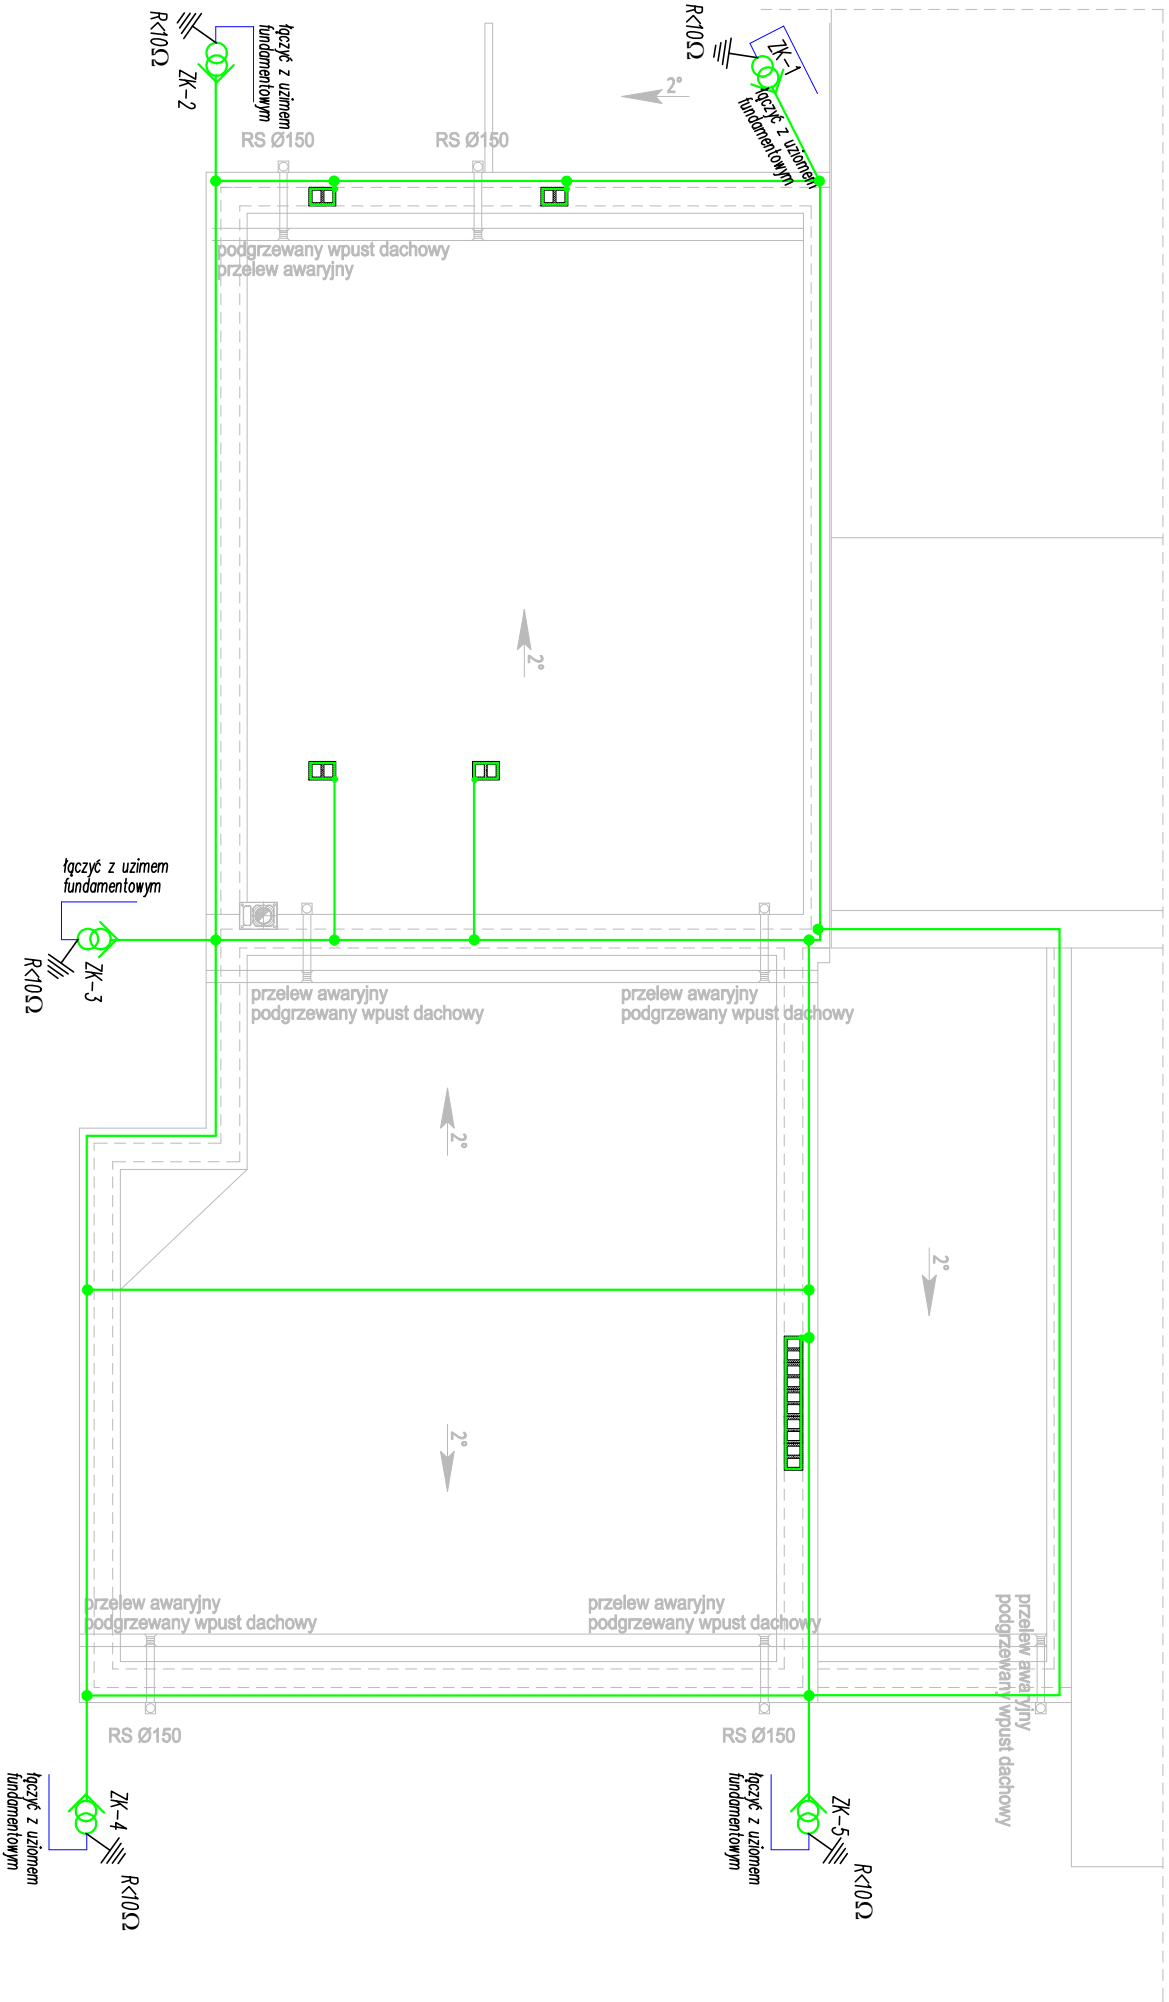 R<10Ω
ZK-2
łączyć z uzimem
fundamentowym
R<10Ω
ZK-1
łączyć z uziomem
fundamentowym
2°
RS Ø150
RS Ø150
podgrzewany wpust dachowy
przelew awaryjny
2°
łączyć z uzimem
fundamentowym
ZK-3
R<10Ω
przelew awaryjny
podgrzewany wpust dachowy
przelew awaryjny
podgrzewany wpust dachowy
2°
2°
2°
przelew awaryjny
podgrzewany wpust dachowy
przelew awaryjny
podgrzewany wpust dachowy
przelew awaryjny
podgrzewany wpust dachowy
RS Ø150
RS Ø150
łączyć z uziomem
fundamentowym
ZK-4
R<10Ω
łączyć z uziomem
fundamentowym
ZK-5
R<10Ω